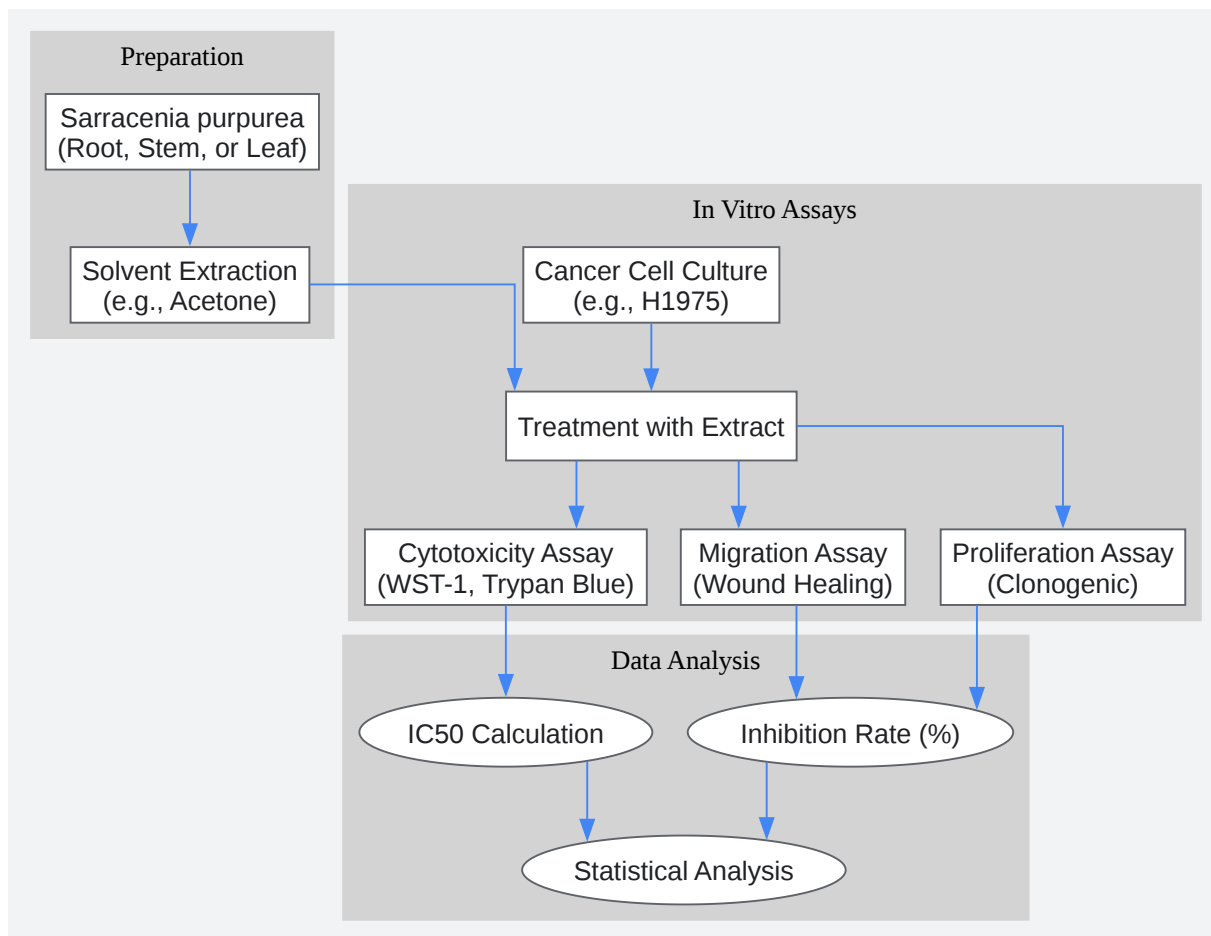 Preparation
Sarracenia purpurea
(Root, Stem, or Leaf)
Solvent Extraction
(e.g., Acetone)
In Vitro Assays
Cancer Cell Culture
(e.g., H1975)
Treatment with Extract
Cytotoxicity Assay
(WST-1, Trypan Blue)
Migration Assay
(Wound Healing)
Proliferation Assay
(Clonogenic)
Data Analysis
IC50 Calculation
Inhibition Rate (%)
Statistical Analysis